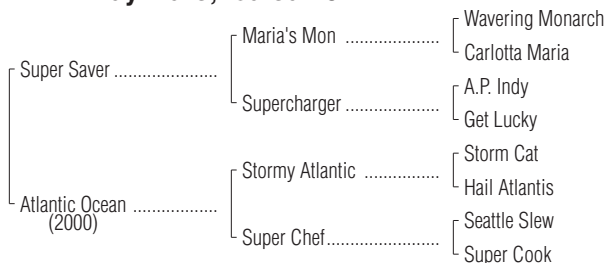 Maria's Mon ...................
Wavering Monarch
Carlotta Maria
Super Saver .....................
Supercharger ...................
A.P. Indy
Get Lucky
Stormy Atlantic ...............
Storm Cat
Hail Atlantis
Atlantic Ocean .................
(2000)
Super Chef.......................
Seattle Slew
Super Cook